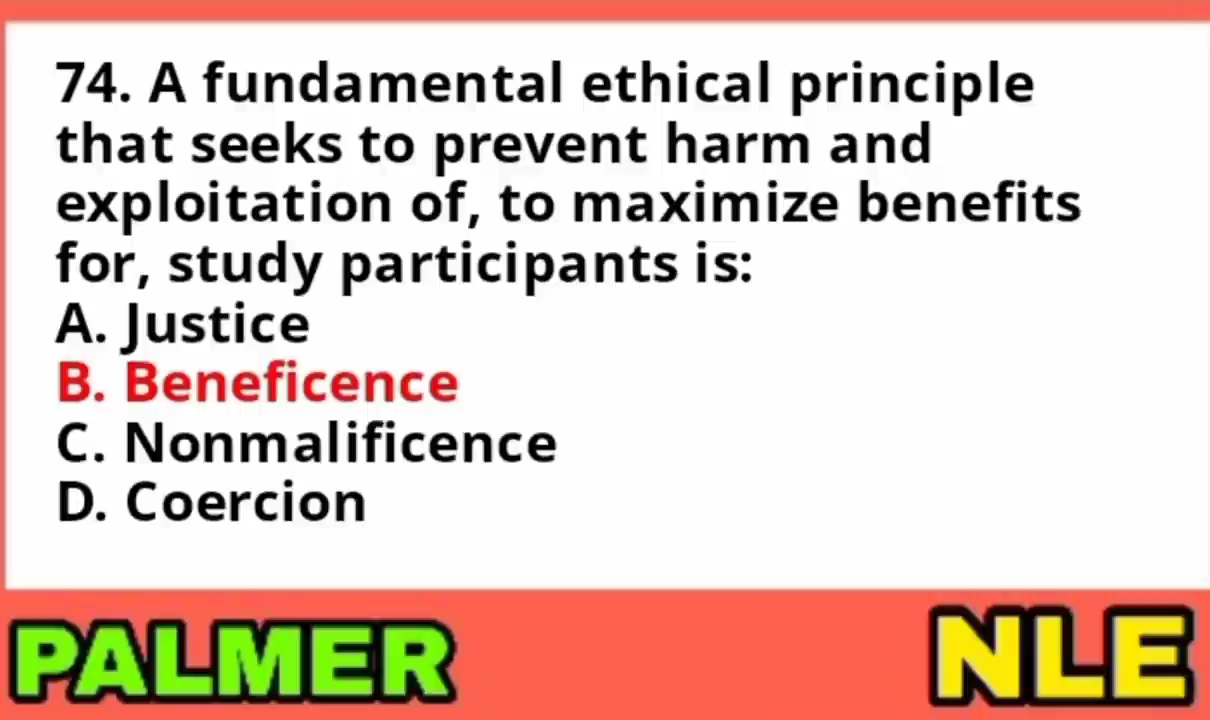 74. A fundamental ethical principle
that seeks to prevent harm and
exploitation of, to maximize benefits
for, study participants is:
A. Justice
B. Beneficence
C. Nonmalificence
D. Coercion
PALMER
NLE